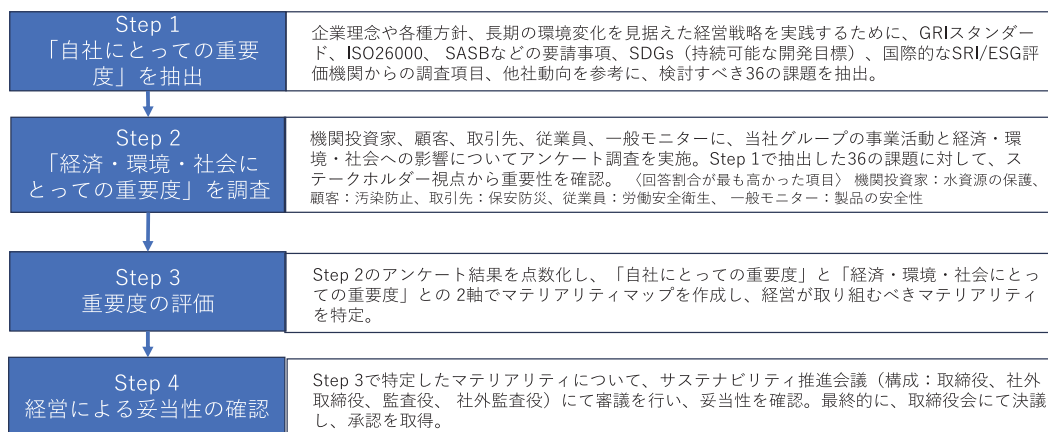 Step 1
「自社にとっての重要
度」を抽出
企業理念や各種方針、長期の環境変化を見据えた経営戦略を実践するために、GRIスタンダー
ド、ISO26000、 SASBなどの要請事項、SDGs（持続可能な開発目標）、国際的なSRI/ESG評
価機関からの調査項目、他社動向を参考に、検討すべき36の課題を抽出。
Step 2
「経済・環境・社会に
とっての重要度」を調査
機関投資家、顧客、取引先、従業員、一般モニターに、当社グループの事業活動と経済・環
境・社会への影響についてアンケート調査を実施。Step 1で抽出した36の課題に対して、ス
テークホルダー視点から重要性を確認。 〈回答割合が最も高かった項目〉 機関投資家：水資源の保護、
顧客：汚染防止、取引先：保安防災、従業員：労働安全衛生、 一般モニター：製品の安全性
Step 3
重要度の評価
Step 2のアンケート結果を点数化し、「自社にとっての重要度」と「経済・環境・社会にとっ
ての重要度」との 2軸でマテリアリティマップを作成し、経営が取り組むべきマテリアリティ
を特定。
Step 4
経営による妥当性の確認
Step 3で特定したマテリアリティについて、サステナビリティ推進会議（構成：取締役、社外
取締役、監査役、 社外監査役）にて審議を行い、妥当性を確認。最終的に、取締役会にて決議
し、承認を取得。